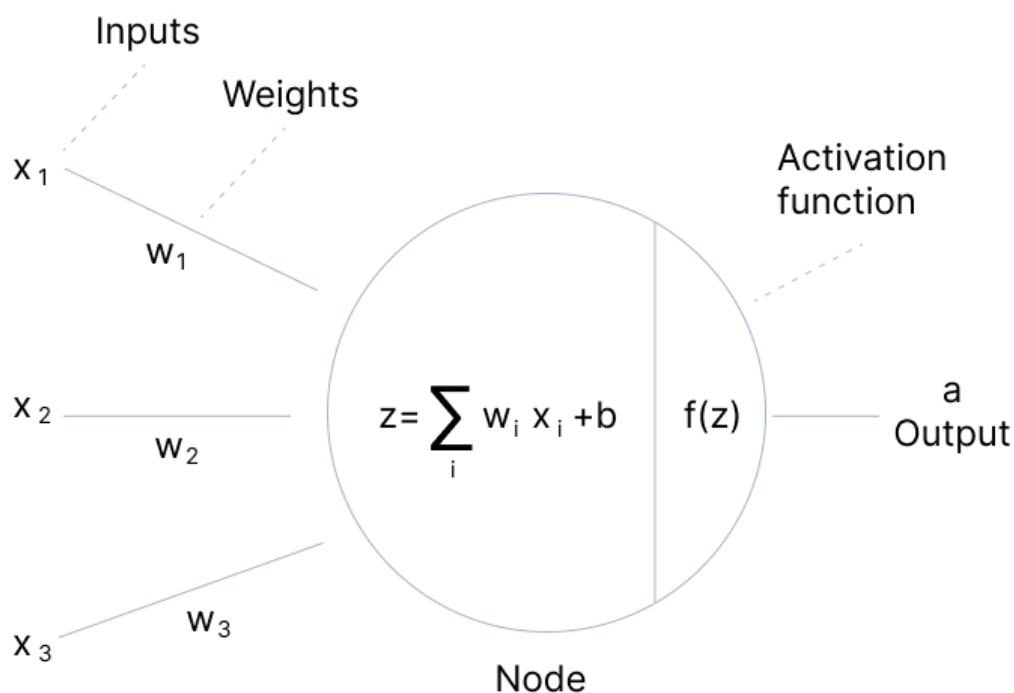 Inputs
Weights
x₁
w₁
Activation
function
x₂
w₂
z= ∑ᵢ wᵢ xᵢ +b
f(z)
a
Output
w₃
x₃
Node